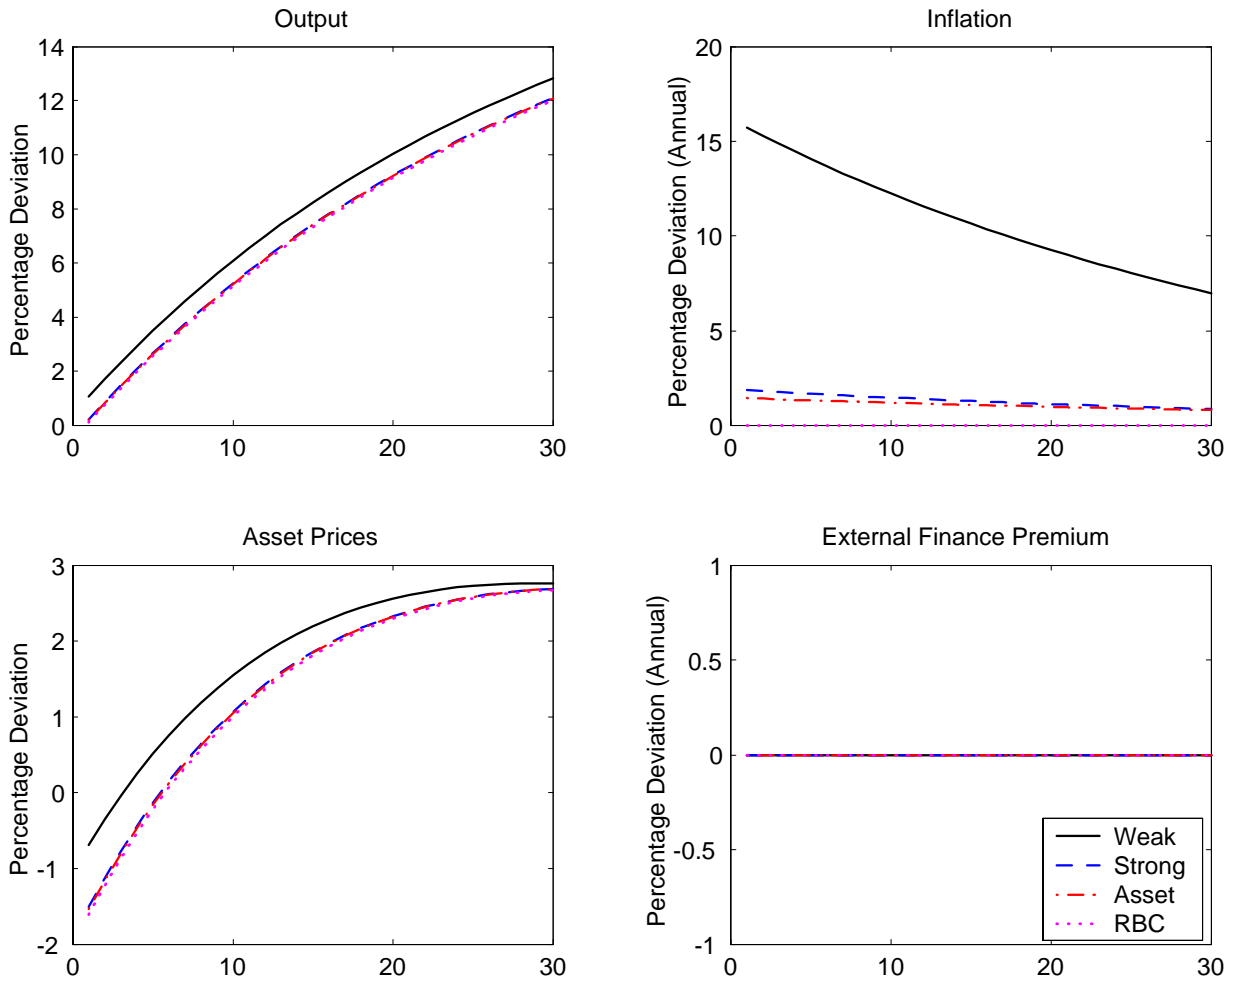 Output
Percentage Deviation
14
12
10
8
6
4
2
0
0 10 20 30
Inflation
Percentage Deviation (Annual)
20
15
10
5
0
0 10 20 30
Asset Prices
Percentage Deviation
3
2
1
0
-1
-2
0 10 20 30
External Finance Premium
Percentage Deviation (Annual)
1
0.5
0
-0.5
-1
0 10 20 30
Weak
Strong
Asset
RBC